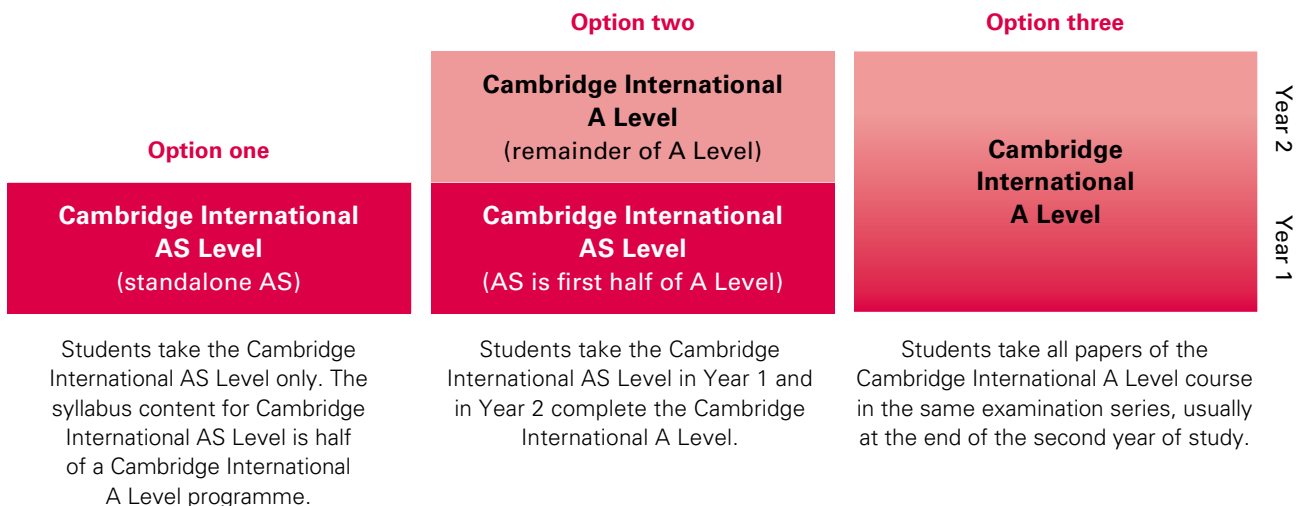 Option one
Cambridge International
AS Level
(standalone AS)
Students take the Cambridge
International AS Level only. The
syllabus content for Cambridge
International AS Level is half
of a Cambridge International
A Level programme.
Option two
Cambridge International
A Level
(remainder of A Level)
Cambridge International
AS Level
(AS is first half of A Level)
Students take the Cambridge
International AS Level in Year 1 and
in Year 2 complete the Cambridge
International A Level.
Option three
Cambridge
International
A Level
Students take all papers of the
Cambridge International A Level course
in the same examination series, usually
at the end of the second year of study.
Year 2
Year 1